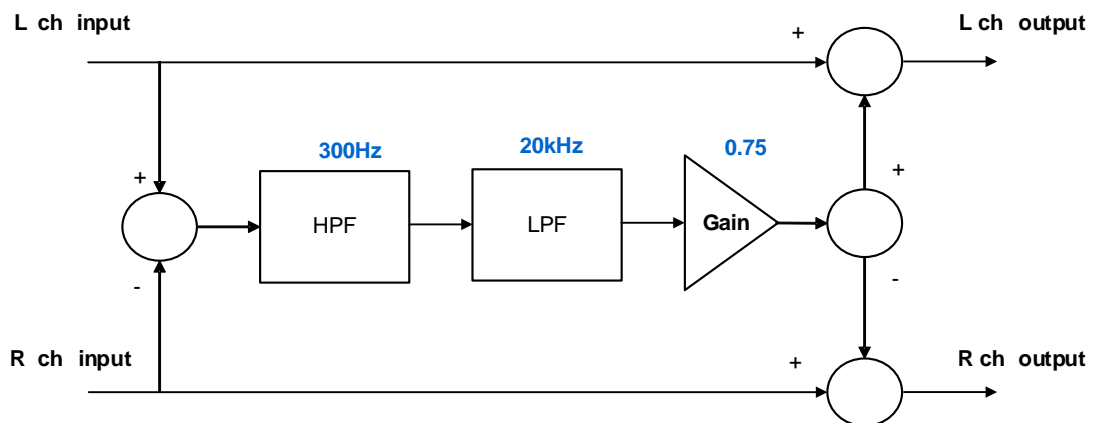 L ch input
+
L ch output
300Hz
20kHz
0.75
+
+
HPF
LPF
Gain
-
-
R ch input
+
R ch output